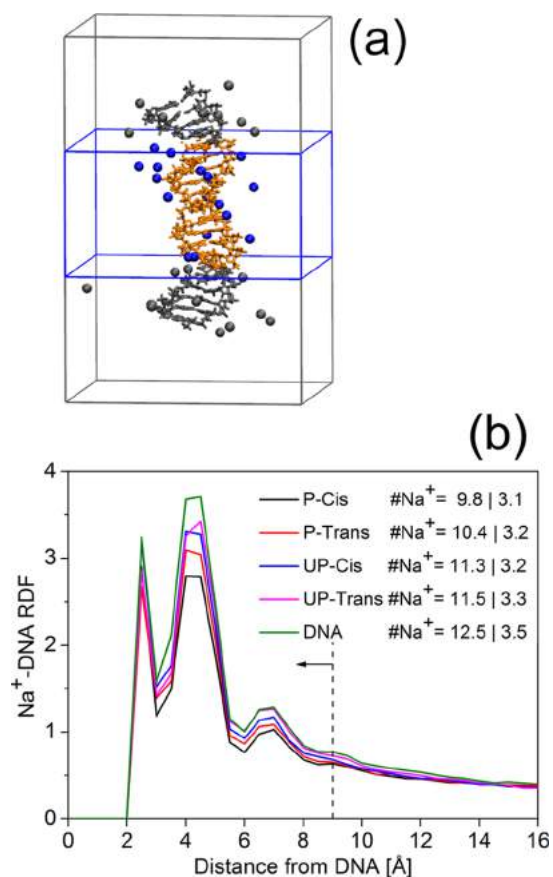 (a)
(b)
4
3
2
1
0
Na+-DNA RDF
P-Cis #Na+= 9.8 | 3.1
P-Trans #Na+= 10.4 | 3.2
UP-Cis #Na+= 11.3 | 3.2
UP-Trans #Na+= 11.5 | 3.3
DNA #Na+= 12.5 | 3.5
0 2 4 6 8 10 12 14 16
Distance from DNA [Å]